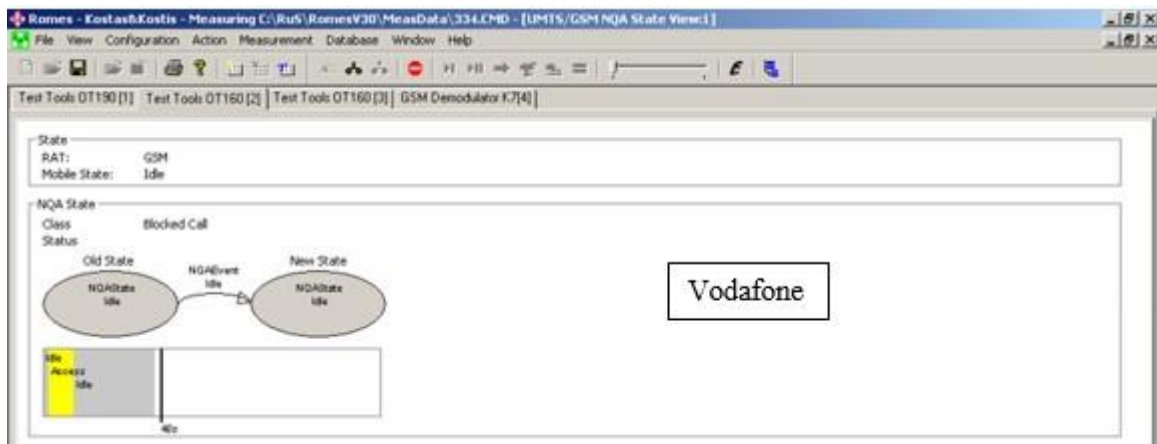 Romes - Kostas&Kostis - Measuring C:\RuS\RomesV30\MeasData\334.CMD - [UMTS/GSM NQA State View:1]
File View Configuration Action Measurement Database Window Help
Test Tools OT190 [1] Test Tools OT160 [2] Test Tools OT160 [3] GSM Demodulator K7[4]
State
RAT: GSM
Mobile State: Idle
NQA State
Class Blocked Call
Status
Old State NQAEvent New State
Idle
NQAState NQAState
Idle Idle
Vodafone
Idle
Access
Idle
40s